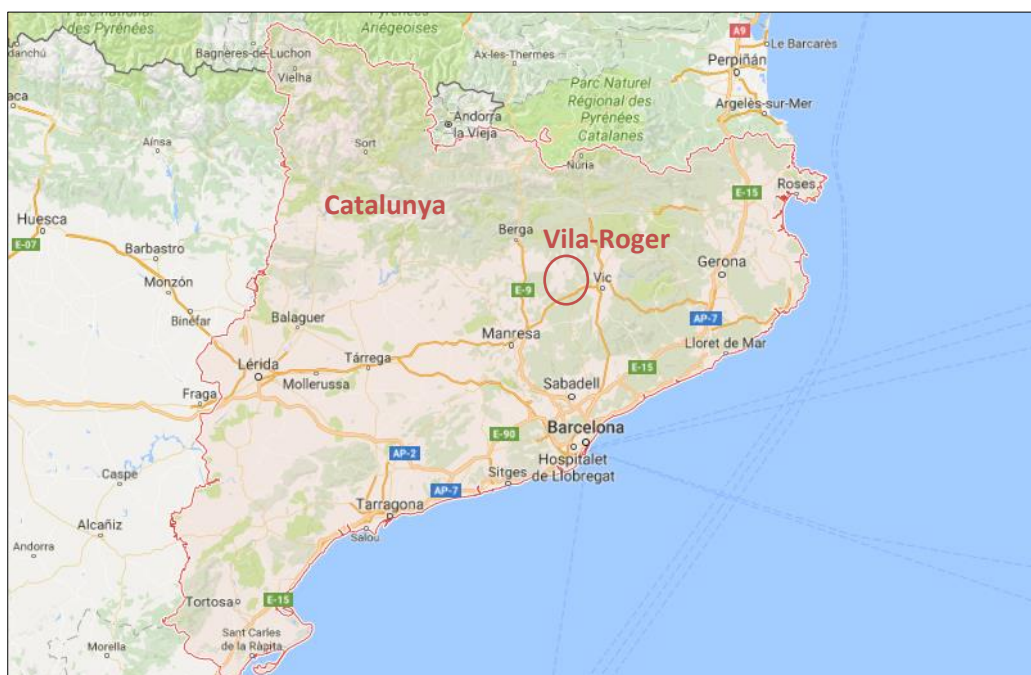 Parc National
des Pyrénées
Parc Naturel
Ariégeoises
A9
Le Barcarès
Bagnères-de-Luchon
Ax-les-Thermes
Perpiñán
Vielha
Parc Naturel
Régional des
Pyrénées
Catalanes
Argelès-sur-Mer
Andorra
la Vieja
Aínsa
Sort
Núria
E-15
Roses
Catalunya
Huesca
Berga
Vila-Roger
E-07
Barbastro
Gerona
Vic
Monzón
E-9
Binéfar
AP-7
Balaguer
Manresa
Lloret de Mar
Lérida
Tárrega
E-15
Mollerussa
Sabadell
Fraga
Barcelona
E-90
AP-2
Hospitalet
de Llobregat
Caspe
Sitges
AP-7
Tarragona
Alcañiz
Salou
Andorra
Tortosa
E-15
Sant Carles
de la Ràpita
Morella